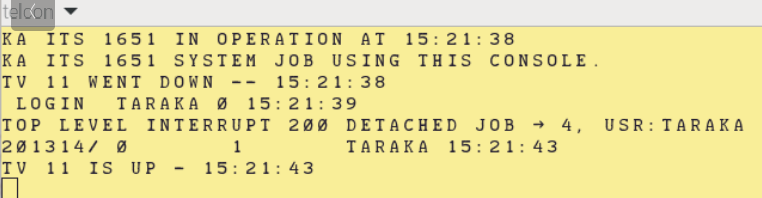 telcon
KA ITS 1651 IN OPERATION AT 15:21:38
KA ITS 1651 SYSTEM JOB USING THIS CONSOLE.
TV 11 WENT DOWN -- 15:21:38
 LOGIN  TARAKA 0 15:21:39
TOP LEVEL INTERRUPT 200 DETACHED JOB → 4, USR:TARAKA
201314/ 0        1        TARAKA 15:21:43
TV 11 IS UP - 15:21:43